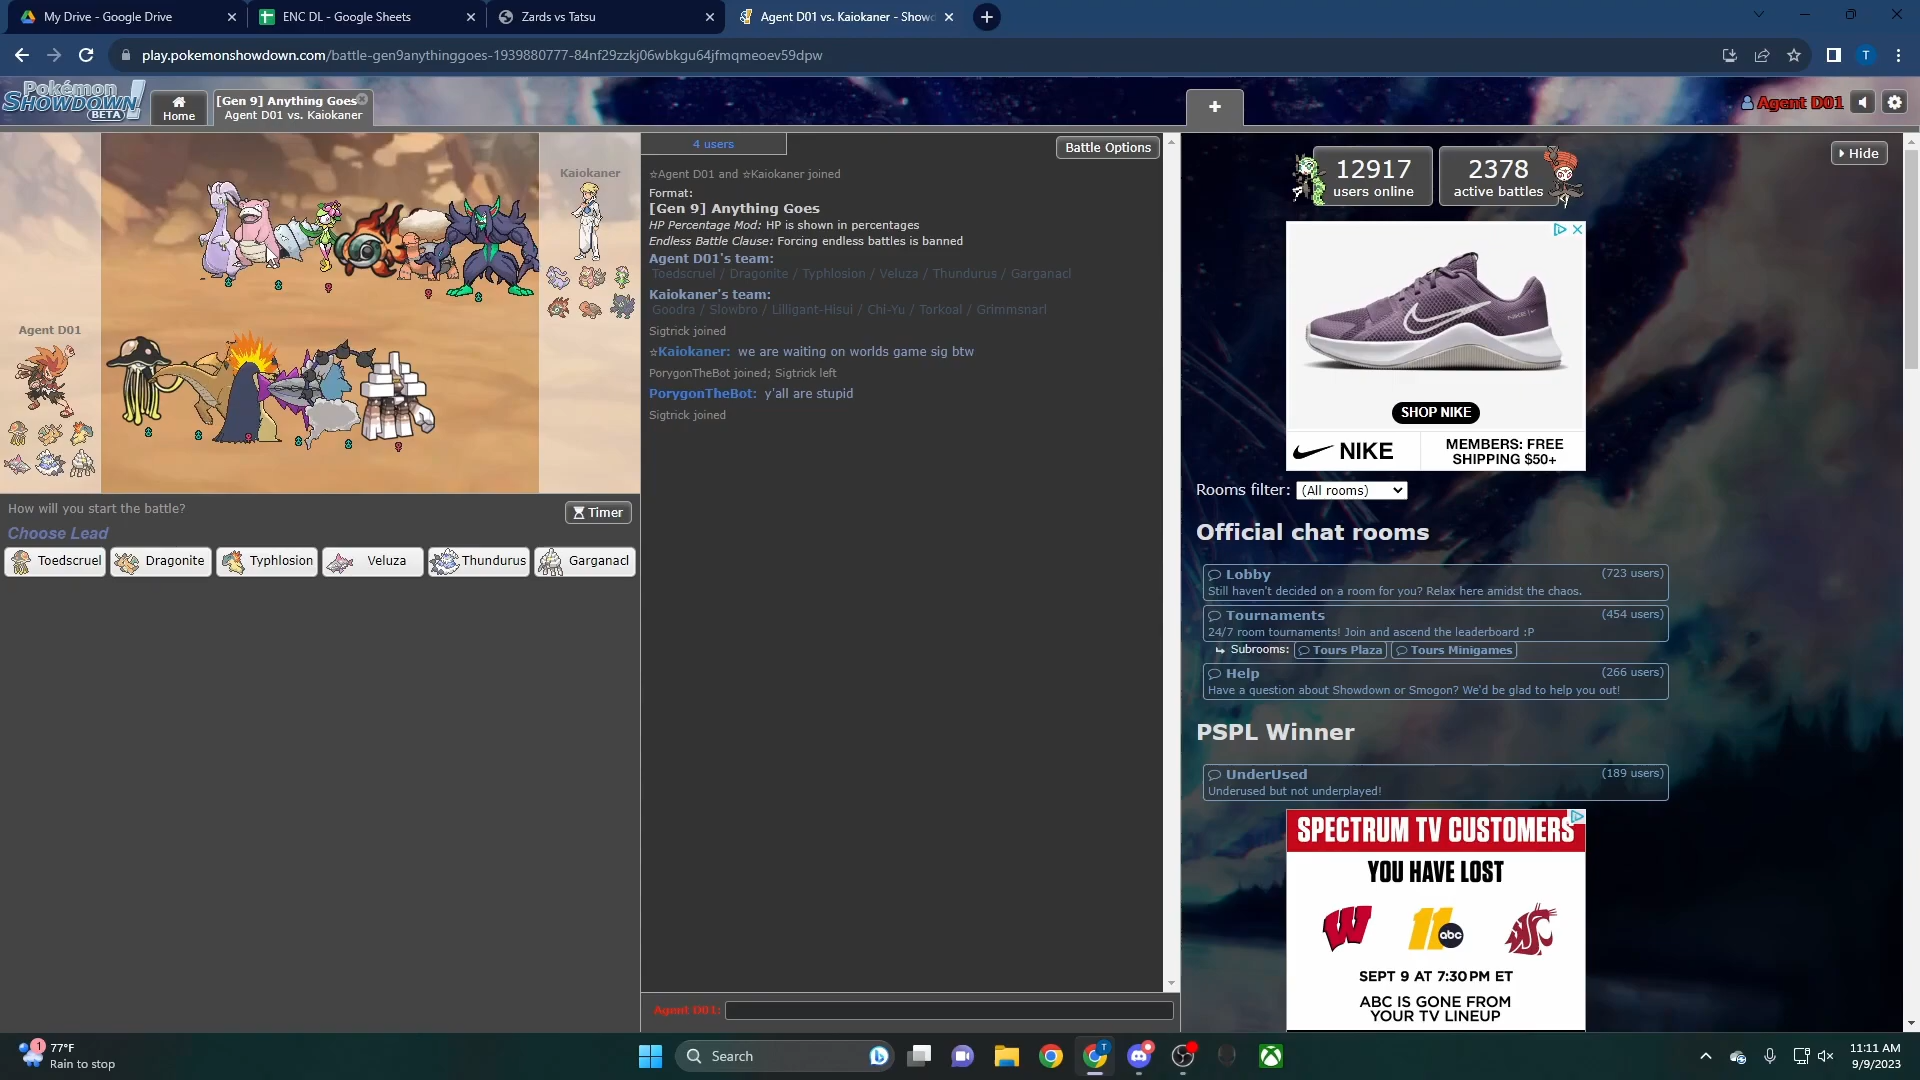 My Drive - Google Drive
ENC DL - Google Sheets
Zards vs Tatsu
Agent D01 vs. Kaiokaner - Showd
play.pokemonshowdown.com/battle-gen9anythinggoes-1939880777-84nf29zzkj06wbkgu64jfmqmeoev59dpw
T
Pokémon
SHOWDOWN!
BETA
Home
[Gen 9] Anything Goes
Agent D01 vs. Kaiokaner
Agent D01
Kaiokaner
Agent D01
How will you start the battle?
Timer
Choose Lead
Toedscruel
Dragonite
Typhlosion
Veluza
Thundurus
Garganacl
4 users
Battle Options
☆Agent D01 and ☆Kaiokaner joined
Format:
[Gen 9] Anything Goes
HP Percentage Mod: HP is shown in percentages
Endless Battle Clause: Forcing endless battles is banned
Agent D01's team:
Toedscruel / Dragonite / Typhlosion / Veluza / Thundurus / Garganacl
Kaiokaner's team:
Goodra / Slowbro / Lilligant-Hisui / Chi-Yu / Torkoal / Grimmsnarl
Sigtrick joined
☆Kaiokaner: we are waiting on worlds game sig btw
PorygonTheBot joined; Sigtrick left
PorygonTheBot: y'all are stupid
Sigtrick joined
Agent D01:
Hide
12917
users online
2378
active battles
SHOP NIKE
NIKE
MEMBERS: FREE
SHIPPING $50+
Rooms filter: (All rooms)
Official chat rooms
Lobby (723 users)
Still haven't decided on a room for you? Relax here amidst the chaos.
Tournaments (454 users)
24/7 room tournaments! Join and ascend the leaderboard :P
Subrooms: Tours Plaza Tours Minigames
Help (266 users)
Have a question about Showdown or Smogon? We'd be glad to help you out!
PSPL Winner
UnderUsed (189 users)
Underused but not underplayed!
SPECTRUM TV CUSTOMERS
YOU HAVE LOST
W
11
abc
SEPT 9 AT 7:30 PM ET
ABC IS GONE FROM
YOUR TV LINEUP
1
77°F
Rain to stop
Search
T
11:11 AM
9/9/2023